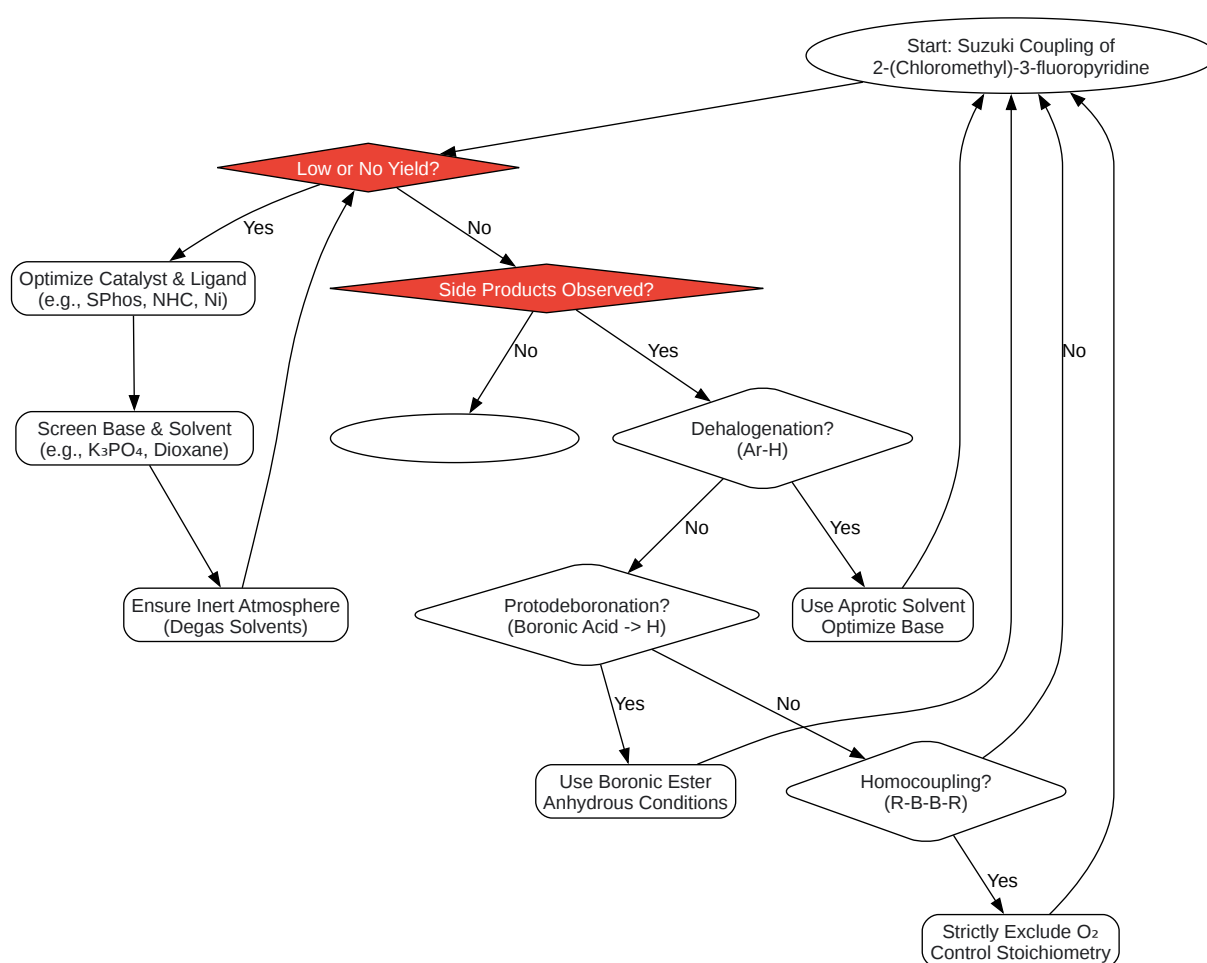 Start: Suzuki Coupling of
2-(Chloromethyl)-3-fluoropyridine
Low or No Yield?
Yes
No
Optimize Catalyst & Ligand
(e.g., SPhos, NHC, Ni)
Side Products Observed?
No
Yes
No
Screen Base & Solvent
(e.g., K₃PO₄, Dioxane)
Dehalogenation?
(Ar-H)
No
Yes
Ensure Inert Atmosphere
(Degas Solvents)
Protodeboronation?
(Boronic Acid -> H)
Use Aprotic Solvent
Optimize Base
Yes
No
Use Boronic Ester
Anhydrous Conditions
Homocoupling?
(R-B-B-R)
Yes
Strictly Exclude O₂
Control Stoichiometry